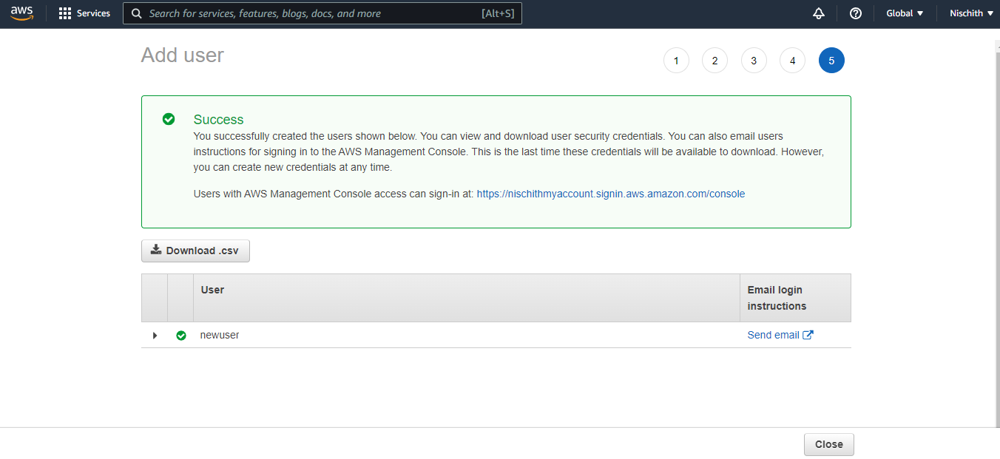 aws Services Search for services, features, blogs, docs, and more [Alt+S] Global Nischith
Add user 1 2 3 4 5
Success
You successfully created the users shown below. You can view and download user security credentials. You can also email users
instructions for signing in to the AWS Management Console. This is the last time these credentials will be available to download. However,
you can create new credentials at any time.
Users with AWS Management Console access can sign-in at: https://nischithmyaccount.signin.aws.amazon.com/console
Download .csv
User Email login
instructions
newuser Send email
Close